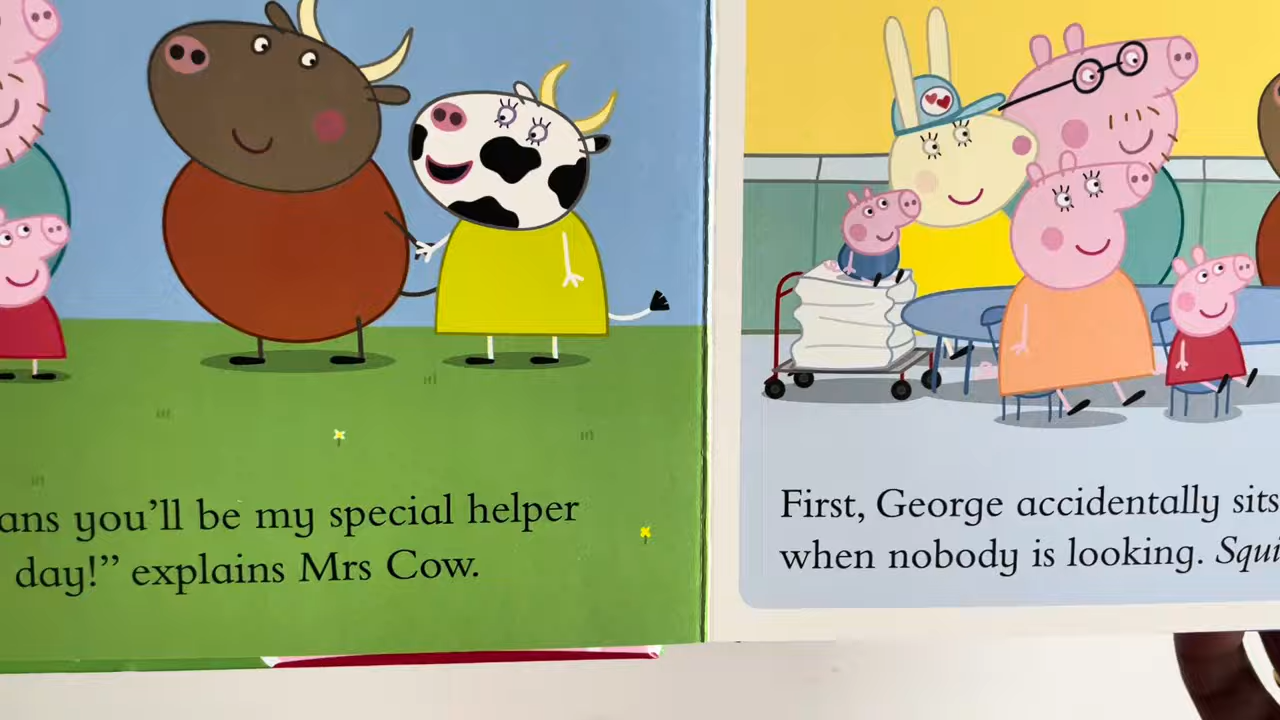 ans you'll be my special helper
day!” explains Mrs Cow.
First, George accidentally sits
when nobody is looking. Squi